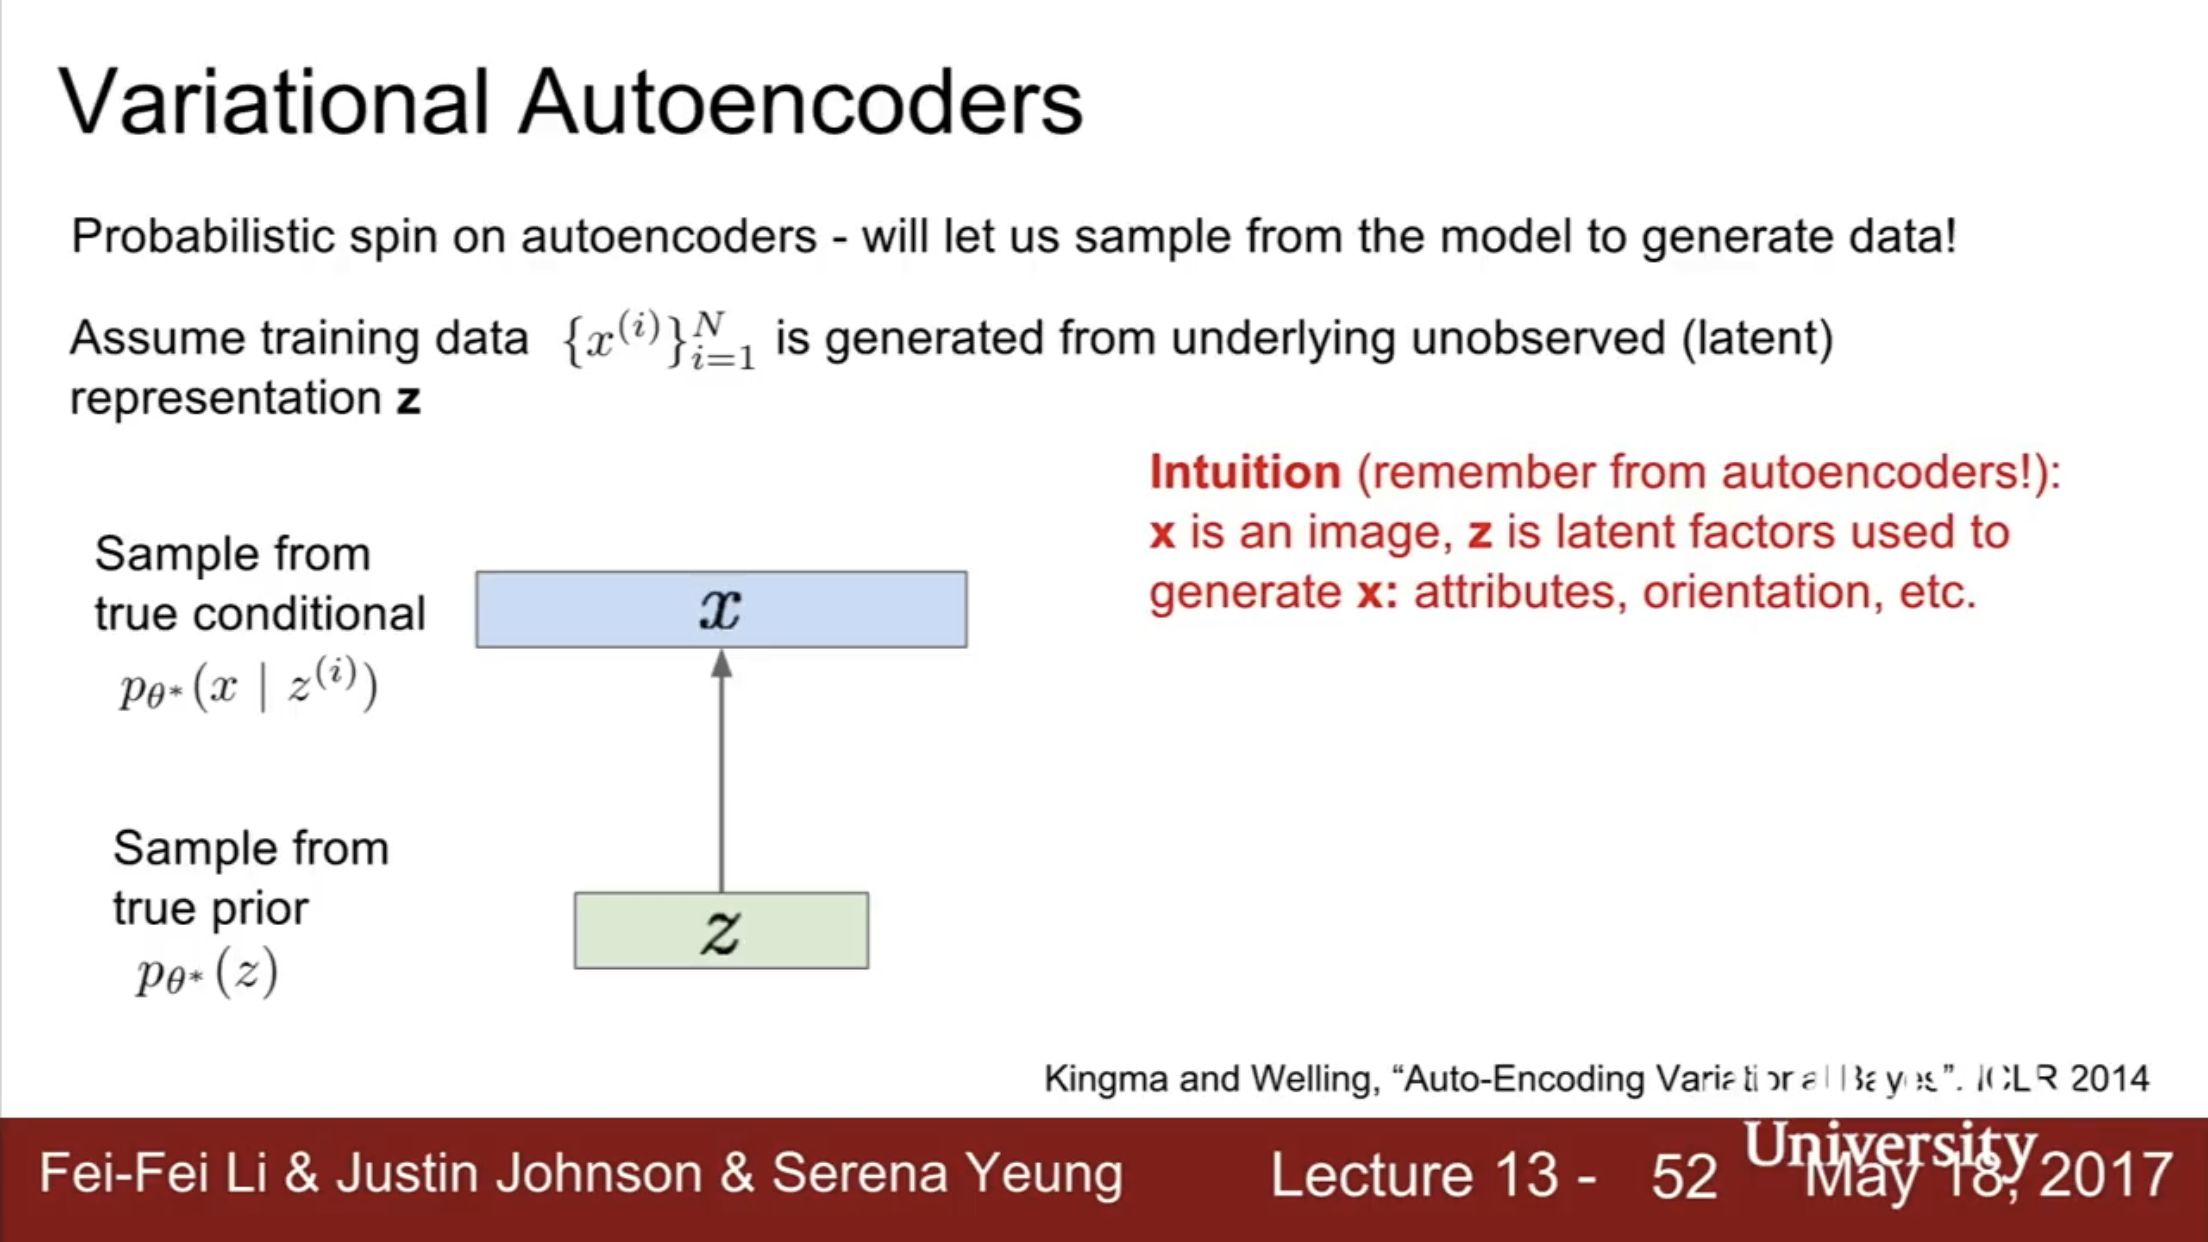 Variational Autoencoders
Probabilistic spin on autoencoders - will let us sample from the model to generate data!
Assume training data $\{x^{(i)}\}_{i=1}^{N}$ is generated from underlying unobserved (latent)
representation z
Intuition (remember from autoencoders!):
x is an image, z is latent factors used to
generate x: attributes, orientation, etc.
Sample from
true conditional
$p_{\theta^*}(x \mid z^{(i)})$
x
Sample from
true prior
$p_{\theta^*}(z)$
z
Kingma and Welling, “Auto-Encoding Variational Bayes”. ICLR 2014
Fei-Fei Li & Justin Johnson & Serena Yeung
Lecture 13 - 52
University
May 18, 2017